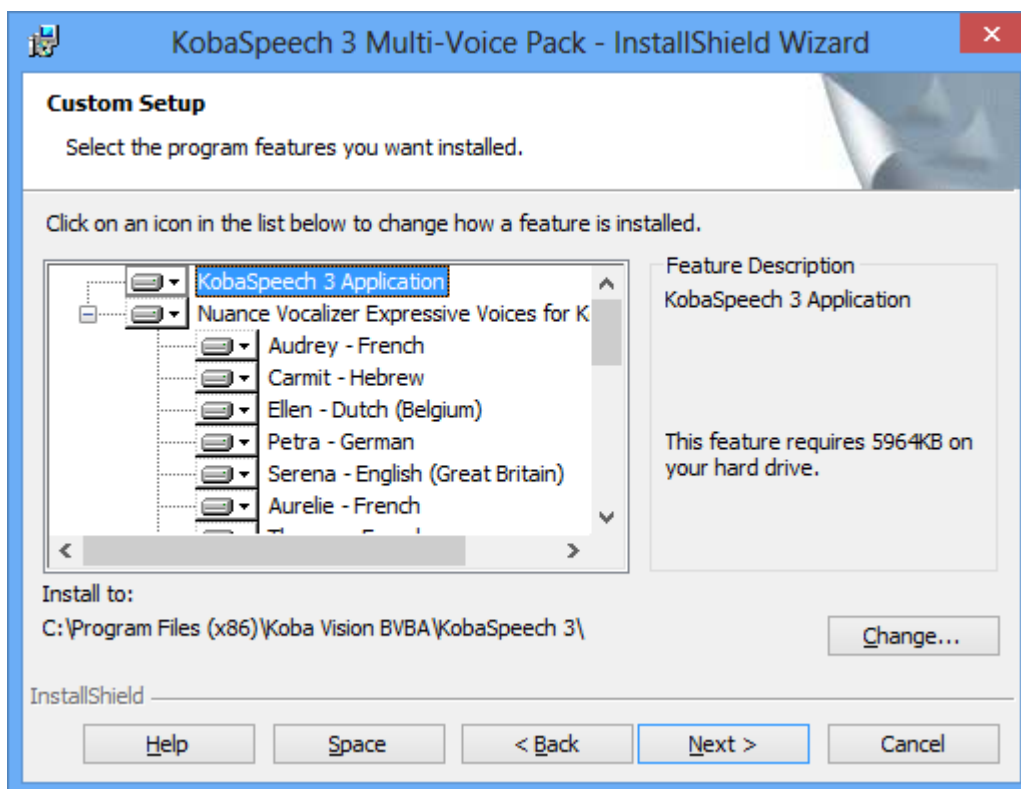 KobaSpeech 3 Multi-Voice Pack - InstallShield Wizard
Custom Setup
Select the program features you want installed.
Click on an icon in the list below to change how a feature is installed.
KobaSpeech 3 Application
Nuance Vocalizer Expressive Voices for K
Audrey - French
Carmit - Hebrew
Ellen - Dutch (Belgium)
Petra - German
Serena - English (Great Britain)
Aurelie - French
Feature Description
KobaSpeech 3 Application
This feature requires 5964KB on
your hard drive.
Install to:
C:\Program Files (x86)\Koba Vision BVBA\KobaSpeech 3\
Change...
InstallShield
Help
Space
< Back
Next >
Cancel